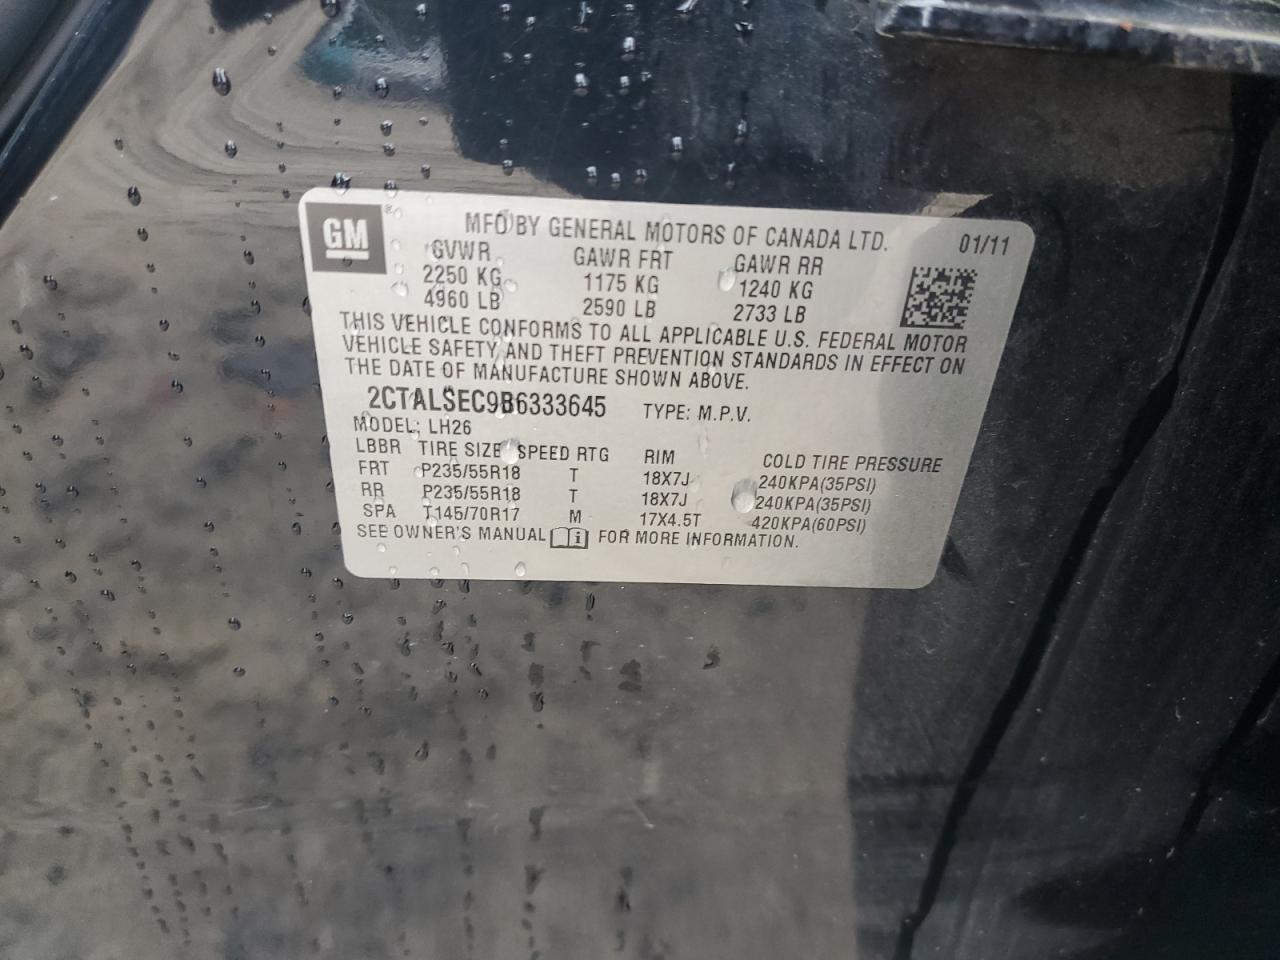 GM
MFD BY GENERAL MOTORS OF CANADA LTD.
01/11
GVWR GAWR FRT GAWR RR
2250 KG 1175 KG 1240 KG
4960 LB 2590 LB 2733 LB
THIS VEHICLE CONFORMS TO ALL APPLICABLE U.S. FEDERAL MOTOR
VEHICLE SAFETY AND THEFT PREVENTION STANDARDS IN EFFECT ON
THE DATE OF MANUFACTURE SHOWN ABOVE.
2CTALSEC9B6333645 TYPE: M.P.V.
MODEL: LH26
LBBR TIRE SIZE SPEED RTG RIM COLD TIRE PRESSURE
FRT P235/55R18 T 18X7J 240KPA(35PSI)
RR P235/55R18 T 18X7J 240KPA(35PSI)
SPA T145/70R17 M 17X4.5T 420KPA(60PSI)
SEE OWNER'S MANUAL i FOR MORE INFORMATION.